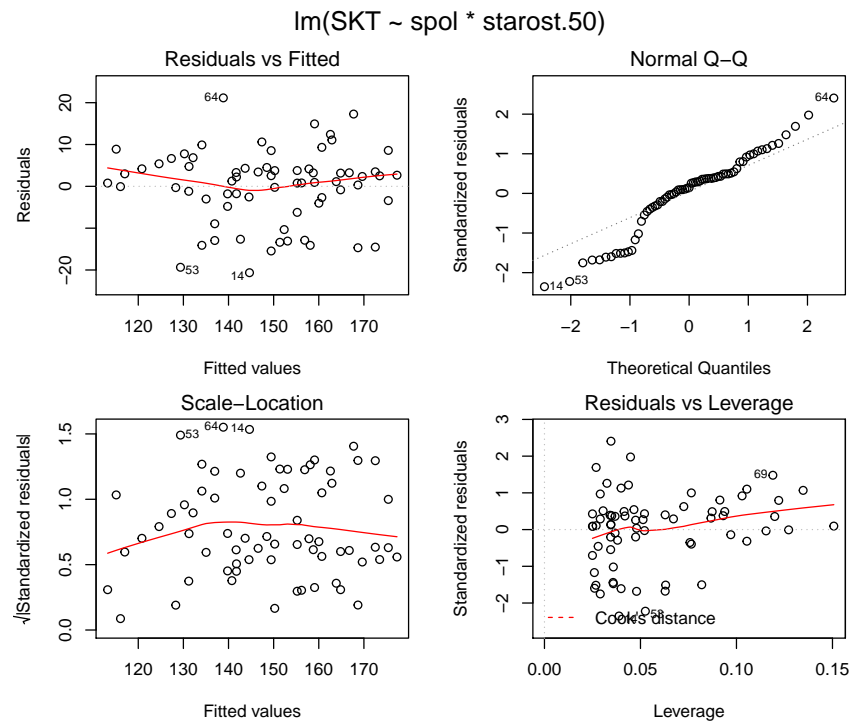 lm(SKT ~ spol * starost.50)
Residuals vs Fitted
Residuals
20
10
0
−20
64
53
14
120 130 140 150 160 170
Fitted values
Normal Q−Q
Standardized residuals
2
1
0
−1
−2
64
14
53
−2 −1 0 1 2
Theoretical Quantiles
Scale−Location
√|Standardized residuals|
1.5
1.0
0.5
0.0
53
64
14
120 130 140 150 160 170
Fitted values
Residuals vs Leverage
Standardized residuals
3
2
1
0
−1
−2
69
53
14
Cook's distance
0.00 0.05 0.10 0.15
Leverage